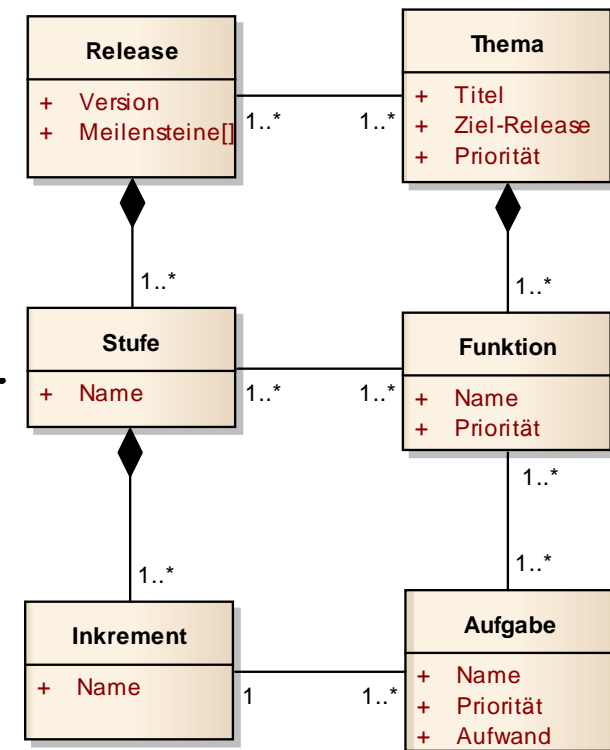 Release
+ Version
+ Meilensteine[]
Thema
+ Titel
+ Ziel-Release
+ Priorität
1..*
1..*
1..*
1..*
Stufe
+ Name
Funktion
+ Name
+ Priorität
1..*
1..*
1..*
1..*
1..*
Inkrement
+ Name
Aufgabe
+ Name
+ Priorität
+ Aufwand
1
1..*